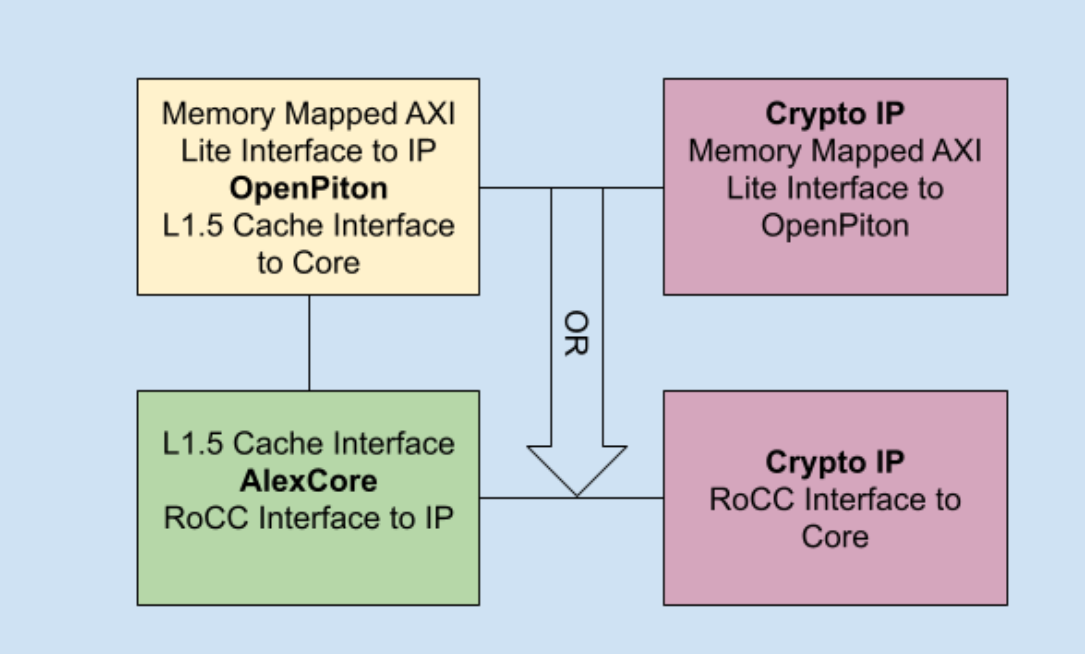 Memory Mapped AXI
Lite Interface to IP
OpenPiton
L1.5 Cache Interface
to Core
Crypto IP
Memory Mapped AXI
Lite Interface to
OpenPiton
OR
L1.5 Cache Interface
AlexCore
RoCC Interface to IP
Crypto IP
RoCC Interface to
Core